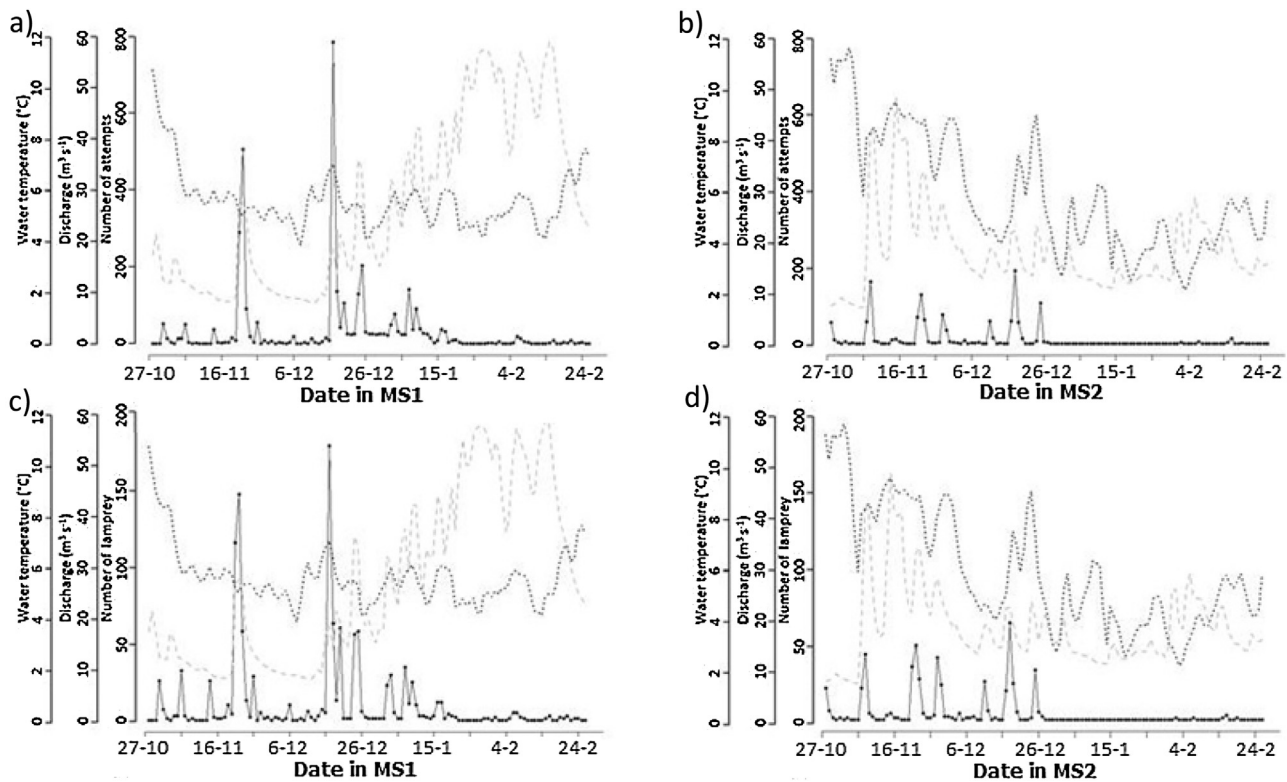 a)
Water temperature (°C)
0 2 4 6 8 10 12
Discharge (m³ s⁻¹)
0 10 20 30 40 50 60
Number of attempts
0 200 400 600 800
27-10 16-11 6-12 26-12 15-1 4-2 24-2
Date in MS1
b)
Water temperature (°C)
0 2 4 6 8 10 12
Discharge (m³ s⁻¹)
0 10 20 30 40 50 60
Number of attempts
0 200 400 600 800
27-10 16-11 6-12 26-12 15-1 4-2 24-2
Date in MS2
c)
Water temperature (°C)
0 2 4 6 8 10 12
Discharge (m³ s⁻¹)
0 10 20 30 40 50 60
Number of lamprey
0 50 100 150 200
27-10 16-11 6-12 26-12 15-1 4-2 24-2
Date in MS1
d)
Water temperature (°C)
0 2 4 6 8 10 12
Discharge (m³ s⁻¹)
0 10 20 30 40 50 60
Number of lamprey
0 50 100 150 200
27-10 16-11 6-12 26-12 15-1 4-2 24-2
Date in MS2